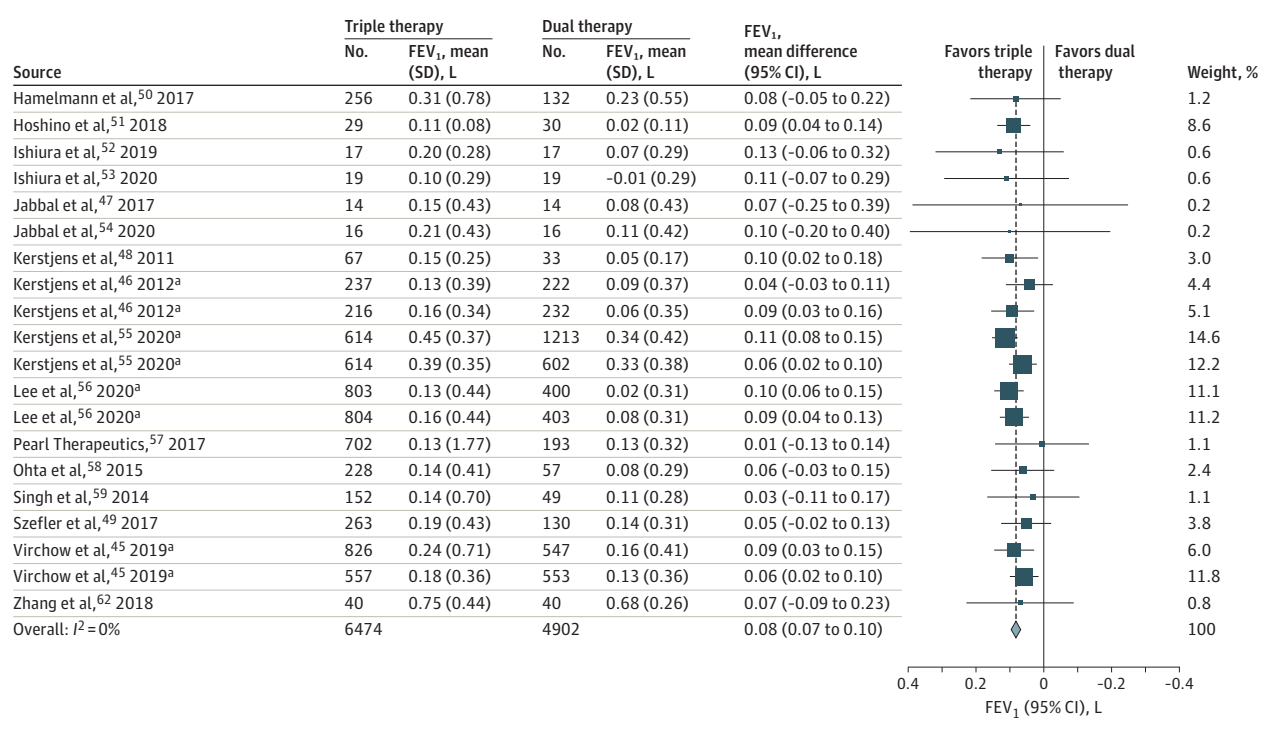 Triple therapy Dual therapy FEV₁, mean difference (95% CI), L Favors triple therapy Favors dual therapy
Source No. FEV₁, mean (SD), L No. FEV₁, mean (SD), L Weight, %
Hamelmann et al,⁵⁰ 2017 256 0.31 (0.78) 132 0.23 (0.55) 0.08 (-0.05 to 0.22) 1.2
Hoshino et al,⁵¹ 2018 29 0.11 (0.08) 30 0.02 (0.11) 0.09 (0.04 to 0.14) 8.6
Ishiura et al,⁵² 2019 17 0.20 (0.28) 17 0.07 (0.29) 0.13 (-0.06 to 0.32) 0.6
Ishiura et al,⁵³ 2020 19 0.10 (0.29) 19 -0.01 (0.29) 0.11 (-0.07 to 0.29) 0.6
Jabbal et al,⁴⁷ 2017 14 0.15 (0.43) 14 0.08 (0.43) 0.07 (-0.25 to 0.39) 0.2
Jabbal et al,⁵⁴ 2020 16 0.21 (0.43) 16 0.11 (0.42) 0.10 (-0.20 to 0.40) 0.2
Kerstjens et al,⁴⁸ 2011 67 0.15 (0.25) 33 0.05 (0.17) 0.10 (0.02 to 0.18) 3.0
Kerstjens et al,⁴⁶ 2012ᵃ 237 0.13 (0.39) 222 0.09 (0.37) 0.04 (-0.03 to 0.11) 4.4
Kerstjens et al,⁴⁶ 2012ᵃ 216 0.16 (0.34) 232 0.06 (0.35) 0.09 (0.03 to 0.16) 5.1
Kerstjens et al,⁵⁵ 2020ᵃ 614 0.45 (0.37) 1213 0.34 (0.42) 0.11 (0.08 to 0.15) 14.6
Kerstjens et al,⁵⁵ 2020ᵃ 614 0.39 (0.35) 602 0.33 (0.38) 0.06 (0.02 to 0.10) 12.2
Lee et al,⁵⁶ 2020ᵃ 803 0.13 (0.44) 400 0.02 (0.31) 0.10 (0.06 to 0.15) 11.1
Lee et al,⁵⁶ 2020ᵃ 804 0.16 (0.44) 403 0.08 (0.31) 0.09 (0.04 to 0.13) 11.2
Pearl Therapeutics,⁵⁷ 2017 702 0.13 (1.77) 193 0.13 (0.32) 0.01 (-0.13 to 0.14) 1.1
Ohta et al,⁵⁸ 2015 228 0.14 (0.41) 57 0.08 (0.29) 0.06 (-0.03 to 0.15) 2.4
Singh et al,⁵⁹ 2014 152 0.14 (0.70) 49 0.11 (0.28) 0.03 (-0.11 to 0.17) 1.1
Szefler et al,⁴⁹ 2017 263 0.19 (0.43) 130 0.14 (0.31) 0.05 (-0.02 to 0.13) 3.8
Virchow et al,⁴⁵ 2019ᵃ 826 0.24 (0.71) 547 0.16 (0.41) 0.09 (0.03 to 0.15) 6.0
Virchow et al,⁴⁵ 2019ᵃ 557 0.18 (0.36) 553 0.13 (0.36) 0.06 (0.02 to 0.10) 11.8
Zhang et al,⁶² 2018 40 0.75 (0.44) 40 0.68 (0.26) 0.07 (-0.09 to 0.23) 0.8
Overall: I² = 0% 6474 4902 0.08 (0.07 to 0.10) 100
0.4 0.2 0 -0.2 -0.4
FEV₁ (95% CI), L